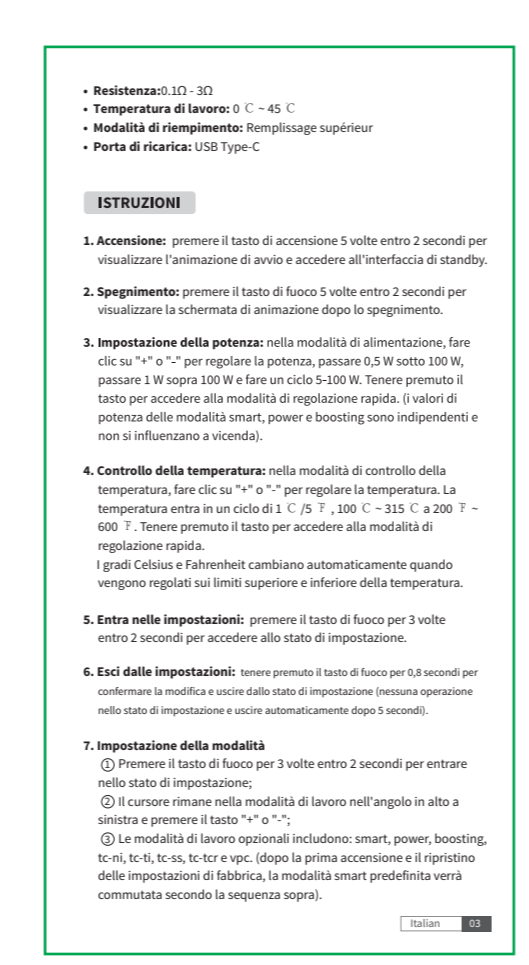 • Resistenza:0.1Ω - 3Ω
• Temperatura di lavoro: 0 ℃ ~ 45 ℃
• Modalità di riempimento: Remplissage supérieur
• Porta di ricarica: USB Type-C
ISTRUZIONI
1. Accensione: premere il tasto di accensione 5 volte entro 2 secondi per
visualizzare l'animazione di avvio e accedere all'interfaccia di standby.
2. Spegnimento: premere il tasto di fuoco 5 volte entro 2 secondi per
visualizzare la schermata di animazione dopo lo spegnimento.
3. Impostazione della potenza: nella modalità di alimentazione, fare
clic su "+" o "-" per regolare la potenza, passare 0,5 W sotto 100 W,
passare 1 W sopra 100 W e fare un ciclo 5-100 W. Tenere premuto il
tasto per accedere alla modalità di regolazione rapida. (i valori di
potenza delle modalità smart, power e boosting sono indipendenti e
non si influenzano a vicenda).
4. Controllo della temperatura: nella modalità di controllo della
temperatura, fare clic su "+" o "-" per regolare la temperatura. La
temperatura entra in un ciclo di 1 ℃ /5 ℉ , 100 ℃ ~ 315 ℃ a 200 ℉ ~
600 ℉ . Tenere premuto il tasto per accedere alla modalità di
regolazione rapida.
I gradi Celsius e Fahrenheit cambiano automaticamente quando
vengono regolati sui limiti superiore e inferiore della temperatura.
5. Entra nelle impostazioni: premere il tasto di fuoco per 3 volte
entro 2 secondi per accedere allo stato di impostazione.
6. Esci dalle impostazioni: tenere premuto il tasto di fuoco per 0,8 secondi per
confermare la modifica e uscire dallo stato di impostazione (nessuna operazione
nello stato di impostazione e uscire automaticamente dopo 5 secondi).
7. Impostazione della modalità
① Premere il tasto di fuoco per 3 volte entro 2 secondi per entrare
nello stato di impostazione;
② Il cursore rimane nella modalità di lavoro nell'angolo in alto a
sinistra e premere il tasto "+" o "-";
③ Le modalità di lavoro opzionali includono: smart, power, boosting,
tc-ni, tc-ti, tc-ss, tc-tcr e vpc. (dopo la prima accensione e il ripristino
delle impostazioni di fabbrica, la modalità smart predefinita verrà
commutata secondo la sequenza sopra).
Italian 03